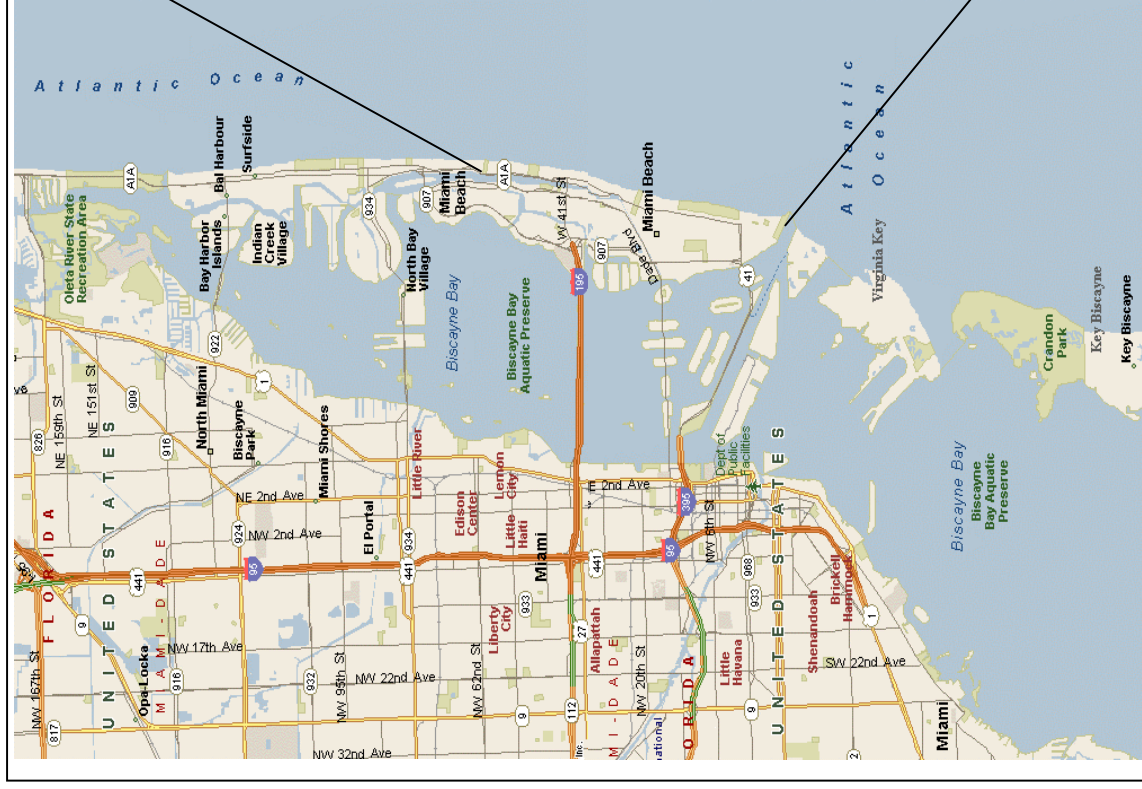 Atlantic Ocean
Atlantic
Ocean
Oleta River State
Recreation Area
A1A
Bal Harbour
Surfside
Bay Harbor
Islands
Indian
Creek
Village
934
907
Miami
Beach
A1A
W 41st St
907
Dade Blvd
Miami Beach
41
Virginia Key
Key Biscayne
Key Biscayne
Crandon
Park
North Bay
Village
Biscayne Bay
Biscayne Bay
Aquatic Preserve
195
922
1
826
NE 159th St
NE 151st St
909
916
North Miami
Biscayne
Park
Miami Shores
NE 2nd Ave
924
NW 2nd Ave
El Portal
Little River
934
441
Edison
Center
Lemon
City
Little
Haiti
Miami
E 2nd Ave
441
395
95
NW 6th St
Dept of
Public
Facilities
968
933
Biscayne Bay
Biscayne
Bay Aquatic
Preserve
FLORIDA
UNITED STATES
MIAMI-DADE
441
95
9
NW 17th Ave
916
Opa-Locka
NW 167th St
817
932
NW 95th St
NW 22nd Ave
NW 32nd Ave
NW 62nd St
Liberty
City
933
9
27
112
Allapattah
MI-DADE
NW 20th St
national
Inc.
ORIDA
Little
Havana
9
UNITED STATES
Shenandoah
Brickell
Hammock
1
SW 22nd Ave
Miami
2